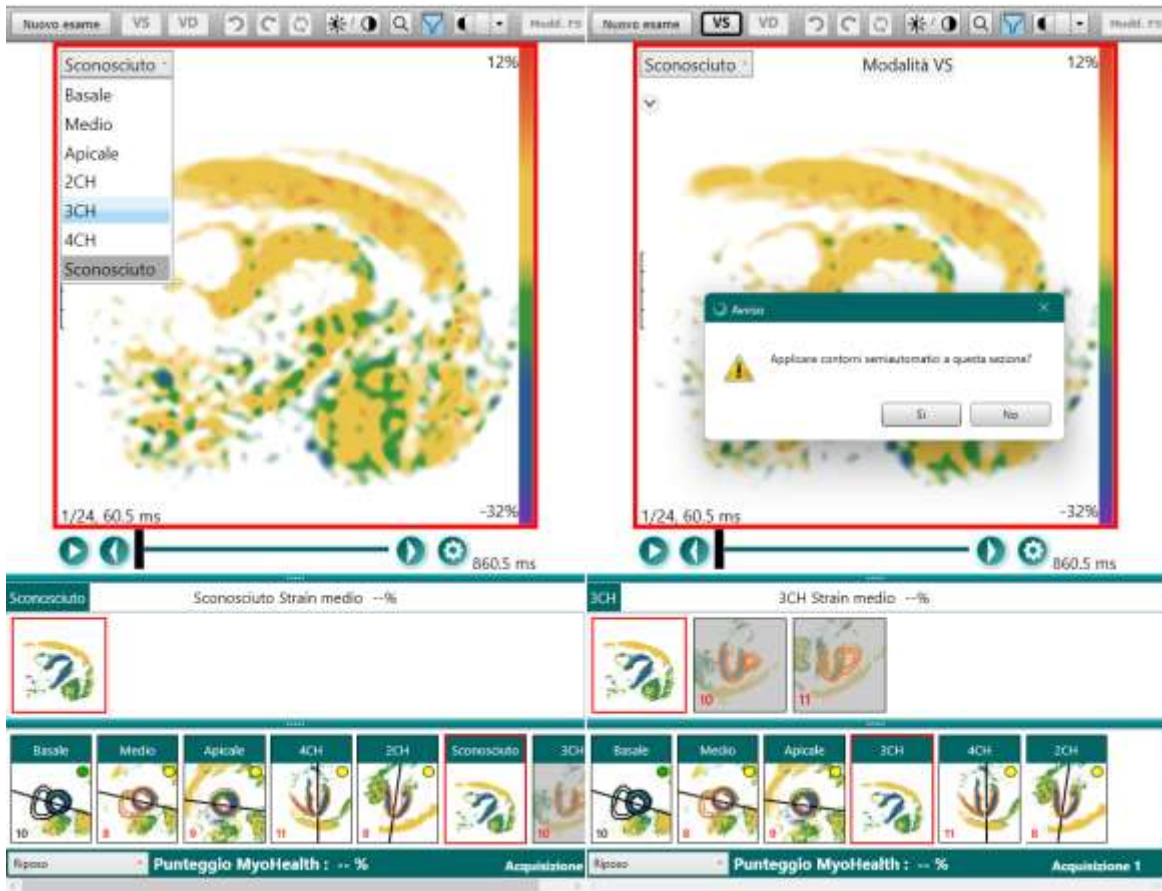 Nuovo esame VS VD Modif. FS
Sconosciuto 12%
Basale
Medio
Apicale
2CH
3CH
4CH
Sconosciuto
1/24, 60.5 ms -32%
860.5 ms
Sconosciuto Sconosciuto Strain medio --%
Basale Medio Apicale 4CH 2CH Sconosciuto 3CH
10 8 9 11 8 10
Riposo Punteggio MyoHealth : -- % Acquisizione
Nuovo esame VS VD Modif. FS
Sconosciuto Modalità VS 12%
Avviso
Applicare contorni semiautomatici a questa sezione?
Sì No
1/24, 60.5 ms -32%
860.5 ms
3CH 3CH Strain medio --%
10 11
Basale Medio Apicale 3CH 4CH 2CH
10 8 9 11 8
Riposo Punteggio MyoHealth : -- % Acquisizione 1